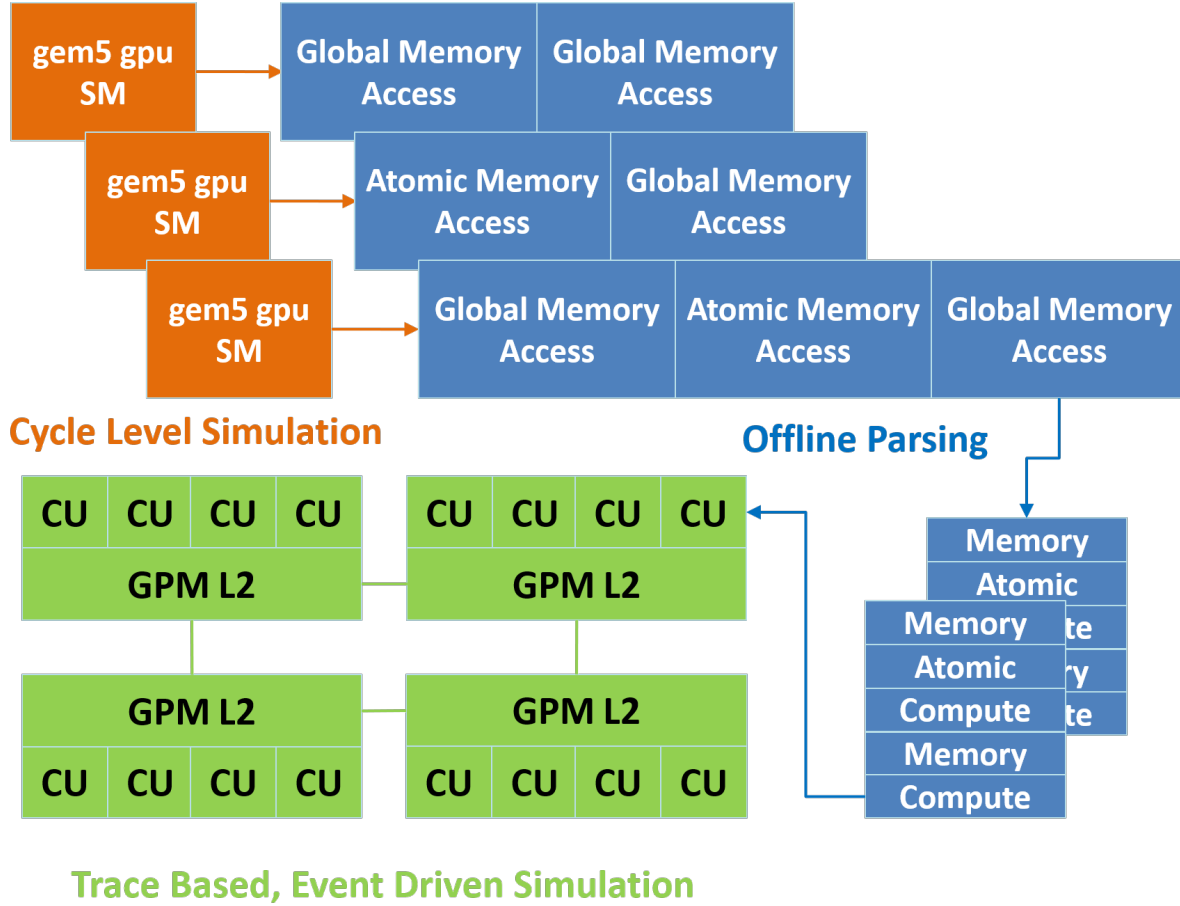 gem5 gpu
SM
Global Memory
Access
Global Memory
Access
gem5 gpu
SM
Atomic Memory
Access
Global Memory
Access
gem5 gpu
SM
Global Memory
Access
Atomic Memory
Access
Global Memory
Access
Cycle Level Simulation
Offline Parsing
CU CU CU CU
GPM L2
CU CU CU CU
GPM L2
GPM L2
CU CU CU CU
GPM L2
CU CU CU CU
Memory
Atomic
te
ry
te
Memory
Atomic
Compute
Memory
Compute
Trace Based, Event Driven Simulation